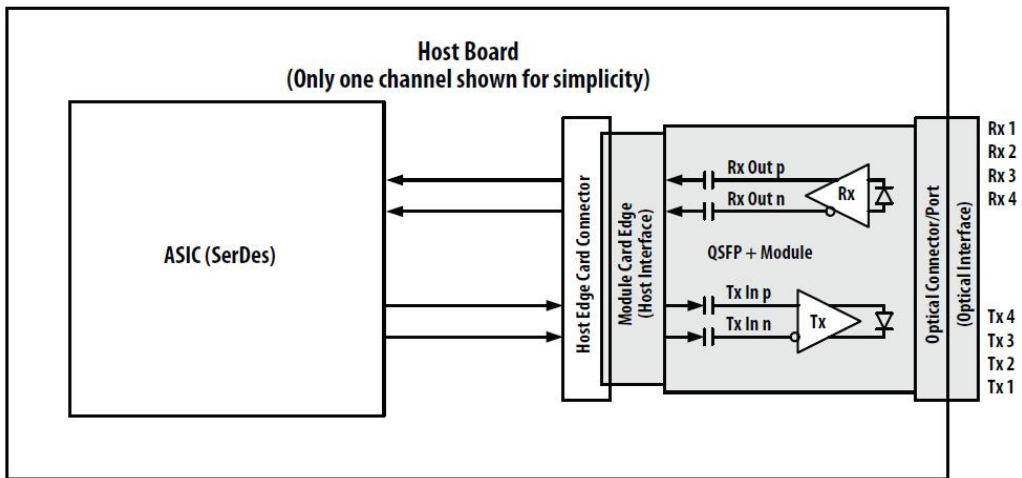 Host Board
(Only one channel shown for simplicity)
ASIC (SerDes)
Host Edge Card Connector
Module Card Edge
(Host Interface)
Rx Out p
Rx Out n
Rx
QSFP + Module
Tx In p
Tx In n
Tx
Optical Connector/Port
(Optical Interface)
Rx 1
Rx 2
Rx 3
Rx 4
Tx 4
Tx 3
Tx 2
Tx 1